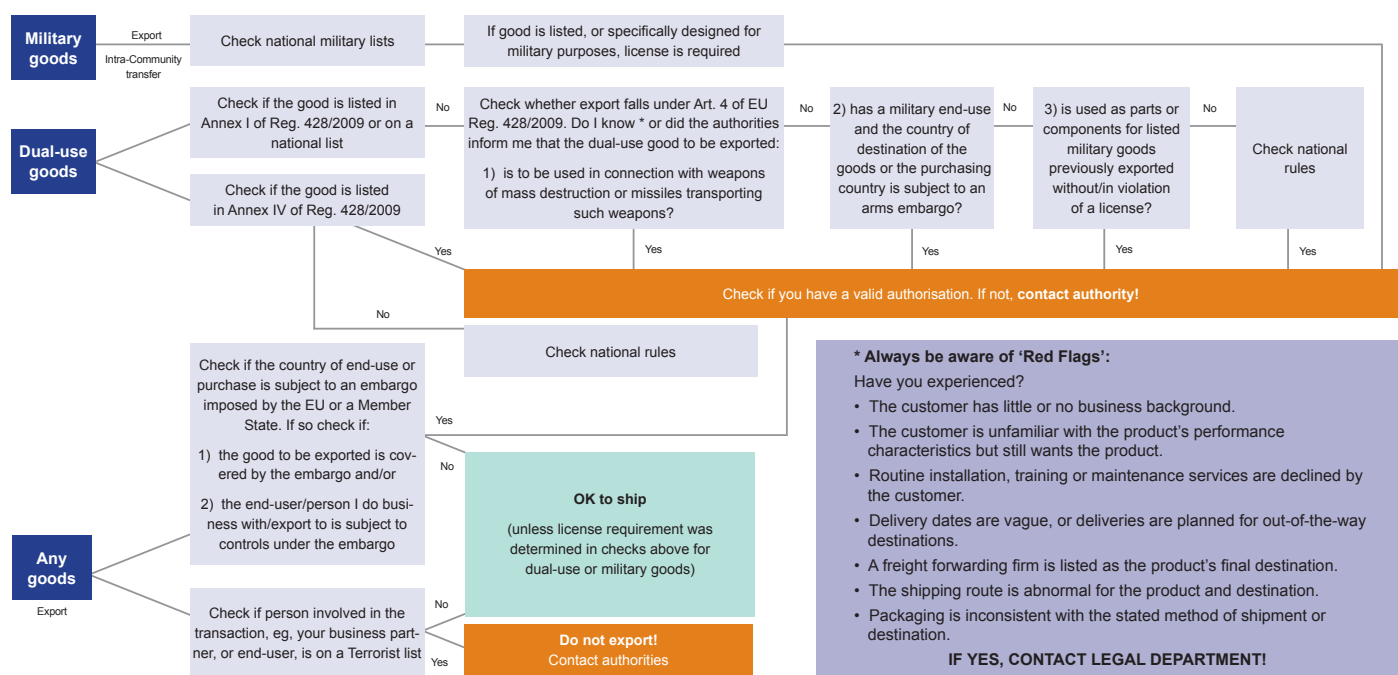 Military
goods
Export
Intra-Community
transfer
Check national military lists
If good is listed, or specifically designed for
military purposes, license is required
Dual-use
goods
Check if the good is listed in
Annex I of Reg. 428/2009 or on a
national list
No
Check whether export falls under Art. 4 of EU
Reg. 428/2009. Do I know * or did the authorities
inform me that the dual-use good to be exported:
1) is to be used in connection with weapons
of mass destruction or missiles transporting
such weapons?
No
2) has a military end-use
and the country of
destination of the
goods or the purchasing
country is subject to an
arms embargo?
No
3) is used as parts or
components for listed
military goods
previously exported
without/in violation
of a license?
No
Check national
rules
Check if the good is listed
in Annex IV of Reg. 428/2009
Yes
Yes
Yes
Yes
Yes
Check if you have a valid authorisation. If not, contact authority!
No
Check national rules
Any
goods
Export
Check if the country of end-use or
purchase is subject to an embargo
imposed by the EU or a Member
State. If so check if:
1) the good to be exported is cov-
ered by the embargo and/or
2) the end-user/person I do busi-
ness with/export to is subject to
controls under the embargo
Yes
No
OK to ship
(unless license requirement was
determined in checks above for
dual-use or military goods)
Check if person involved in the
transaction, eg, your business part-
ner, or end-user, is on a Terrorist list
No
Yes
Do not export!
Contact authorities
* Always be aware of ‘Red Flags’:
Have you experienced?
• The customer has little or no business background.
• The customer is unfamiliar with the product’s performance
characteristics but still wants the product.
• Routine installation, training or maintenance services are declined by
the customer.
• Delivery dates are vague, or deliveries are planned for out-of-the-way
destinations.
• A freight forwarding firm is listed as the product’s final destination.
• The shipping route is abnormal for the product and destination.
• Packaging is inconsistent with the stated method of shipment or
destination.
IF YES, CONTACT LEGAL DEPARTMENT!